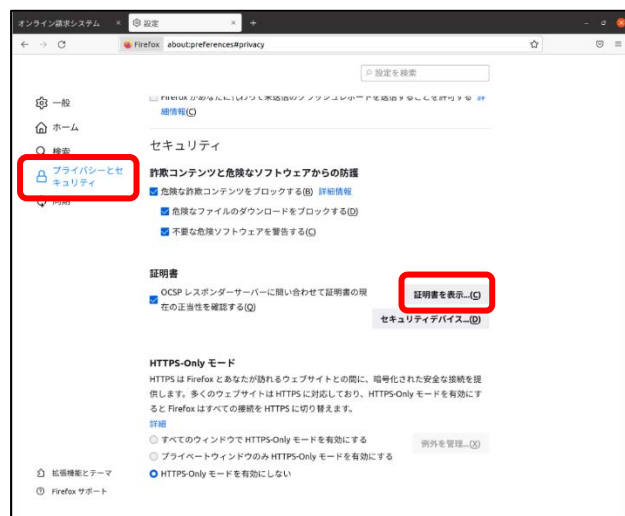 オンライン請求システム
設定
Firefox about:preferences#privacy
設定を検索
一般
ホーム
検索
プライバシーとセ
キュリティ
同期
細情報(C)
セキュリティ
詐欺コンテンツと危険なソフトウェアからの防護
危険な詐欺コンテンツをブロックする(B) 詳細情報
危険なファイルのダウンロードをブロックする(D)
不要な危険ソフトウェアを警告する(C)
証明書
OCSP レスポンダーサーバーに問い合わせて証明書の現
在の正当性を確認する(Q)
証明書を表示...(C)
セキュリティデバイス...(D)
HTTPS-Only モード
HTTPS は Firefox とあなたが訪れるウェブサイトとの間に、暗号化された安全な接続を提
供します。多くのウェブサイトは HTTPS に対応しており、HTTPS-Only モードを有効にす
ると Firefox はすべての接続を HTTPS に切り替えます。
詳細
すべてのウィンドウで HTTPS-Only モードを有効にする
例外を管理...(X)
プライベートウィンドウのみ HTTPS-Only モードを有効にする
HTTPS-Only モードを有効にしない
拡張機能とテーマ
Firefox サポート